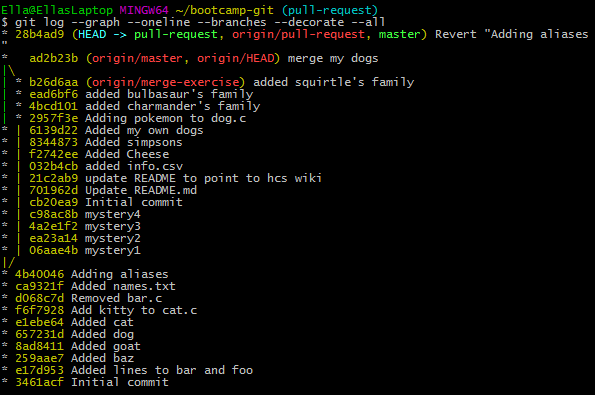 Ella@EllasLaptop MINGW64 ~/bootcamp-git (pull-request)
$ git log --graph --oneline --branches --decorate --all
* 28b4ad9 (HEAD -> pull-request, origin/pull-request, master) Revert "Adding aliases
"
*   ad2b23b (origin/master, origin/HEAD) merge my dogs
|\
| * b26d6aa (origin/merge-exercise) added squirtle's family
| * ead6bf6 added bulbasaur's family
| * 4bcd101 added charmander's family
| * 2957f3e Adding pokemon to dog.c
* | 6139d22 Added my own dogs
* | 8344873 Added simpsons
* | f2742ee Added Cheese
* | 032b4cb added info.csv
* | 21c2ab9 update README to point to hcs wiki
* | 701962d Update README.md
* | cb20ea9 Initial commit
* | c98ac8b mystery4
* | 4a2e1f2 mystery3
* | ea23a14 mystery2
* | 06aae4b mystery1
|/
* 4b40046 Adding aliases
* ca9321f Added names.txt
* d068c7d Removed bar.c
* f6f7928 Add kitty to cat.c
* e1ebe64 Added cat
* 657231d Added dog
* 8ad8411 Added goat
* 259aae7 Added baz
* e17d953 Added lines to bar and foo
* 3461acf Initial commit